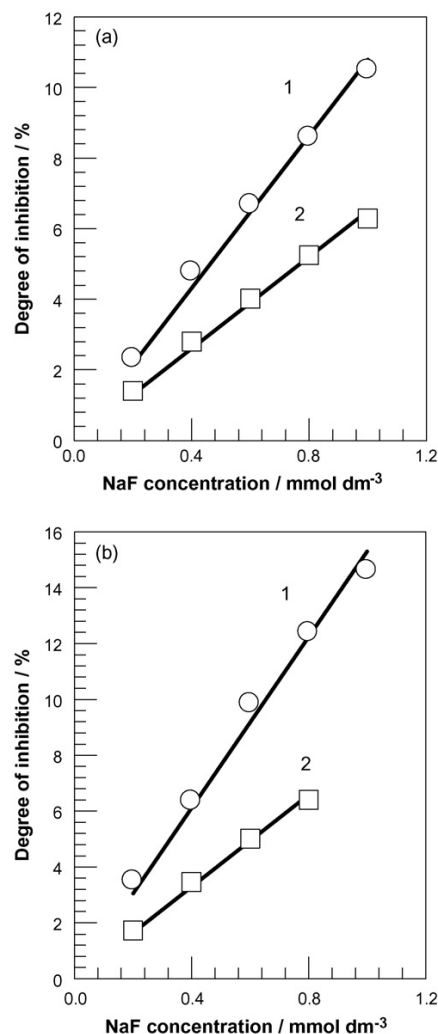 (a)
12
10
8
6
4
2
0
1
2
Degree of inhibition / %
0.0 0.4 0.8 1.2
NaF concentration / mmol dm-3
(b)
16
14
12
10
8
6
4
2
0
1
2
Degree of inhibition / %
0.0 0.4 0.8 1.2
NaF concentration / mmol dm-3